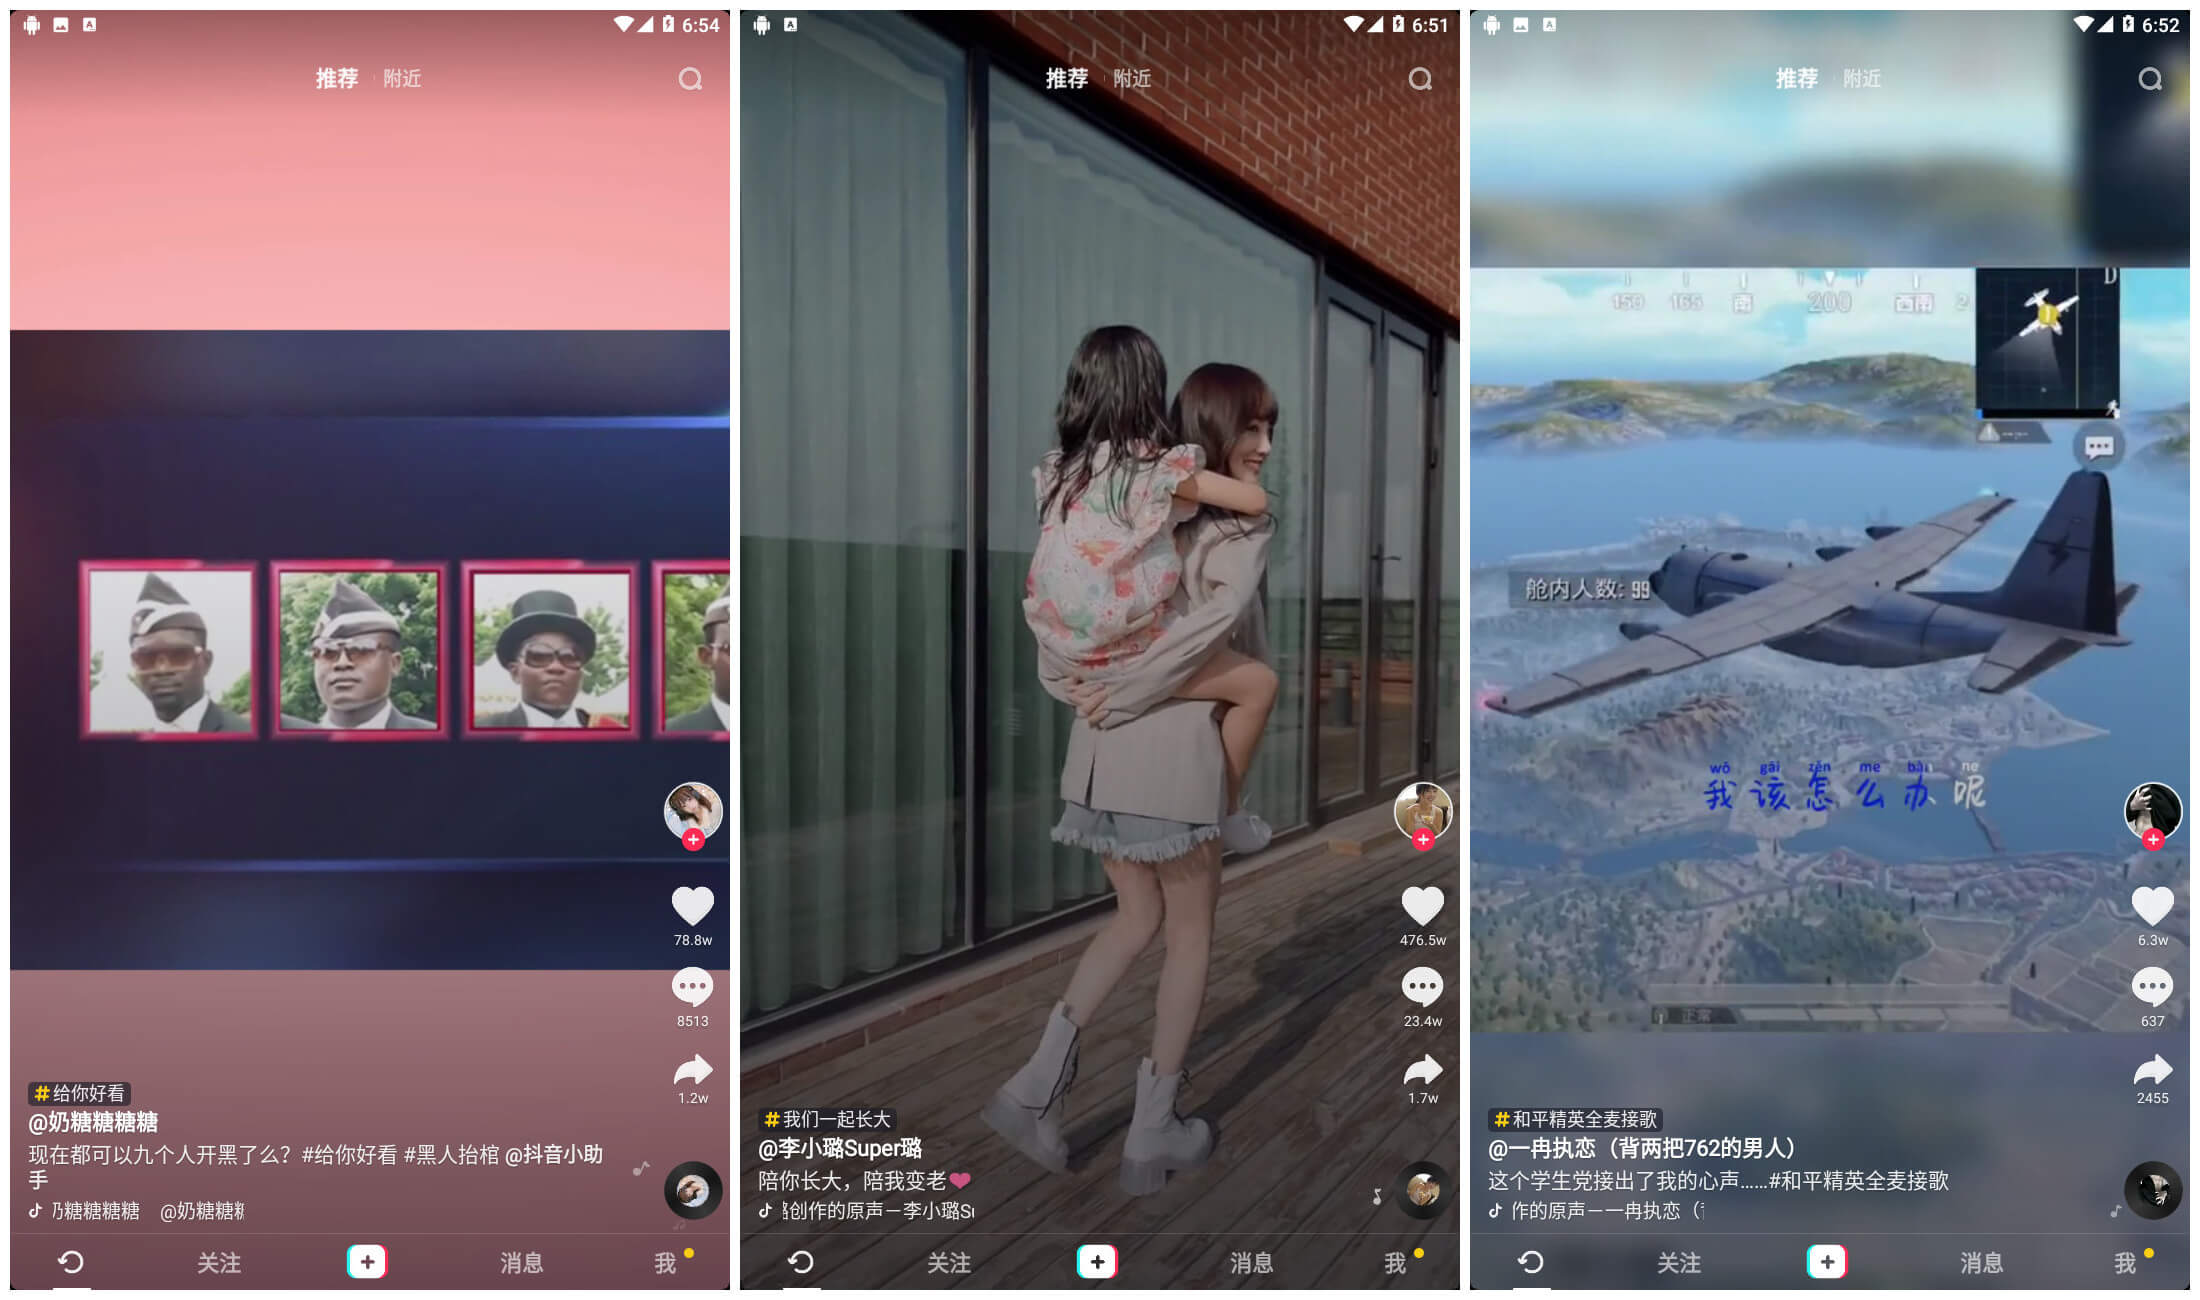 6:54
推荐 附近
78.8w
8513
1.2w
#给你好看
@奶糖糖糖糖
现在都可以九个人开黑了么？#给你好看 #黑人抬棺 @抖音小助
手
奶糖糖糖糖 @奶糖糖糖
关注 消息 我
6:51
推荐 附近
476.5w
23.4w
1.7w
#我们一起长大
@李小璐Super璐
陪你长大，陪我变老❤
璐创作的原声－李小璐Su
关注 消息 我
6:52
推荐 附近
150 165 南 200 西南 2
D
舱内人数: 99
wǒ gāi zěn me bàn ne
我该怎么办呢
正常
6.3w
637
2455
#和平精英全麦接歌
@一冉执恋（背两把762的男人）
这个学生党接出了我的心声……#和平精英全麦接歌
作的原声－一冉执恋（
关注 消息 我